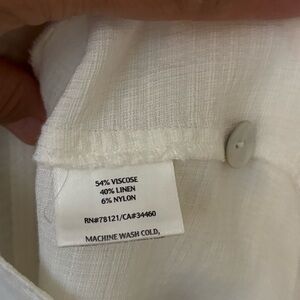 54% VISCOSE
40% LINEN
6% NYLON
RN#78121/CA#34460
MACHINE WASH COLD,